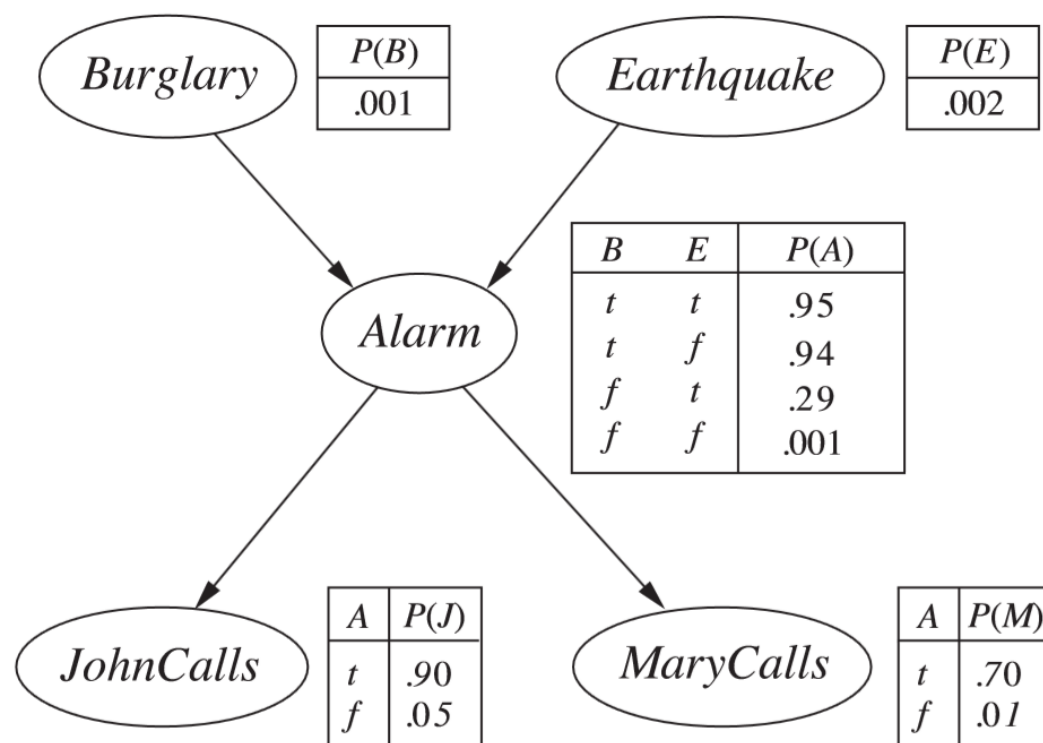 Burglary
P(B)
.001
Earthquake
P(E)
.002
B E P(A)
t t .95
t f .94
f t .29
f f .001
Alarm
JohnCalls
A P(J)
t .90
f .05
MaryCalls
A P(M)
t .70
f .01